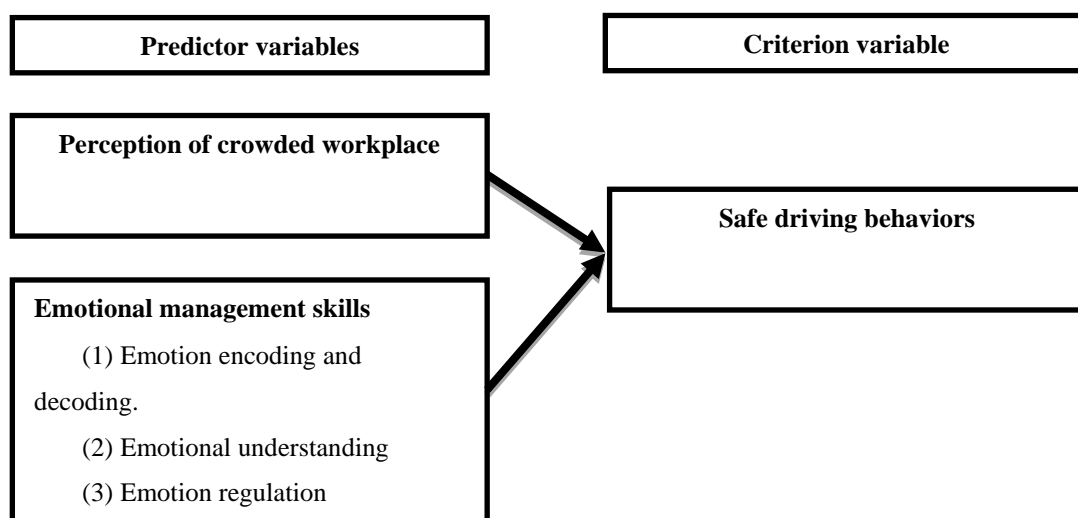 Predictor variables
Criterion variable
Perception of crowded workplace
Safe driving behaviors
Emotional management skills
(1) Emotion encoding and
decoding.
(2) Emotional understanding
(3) Emotion regulation